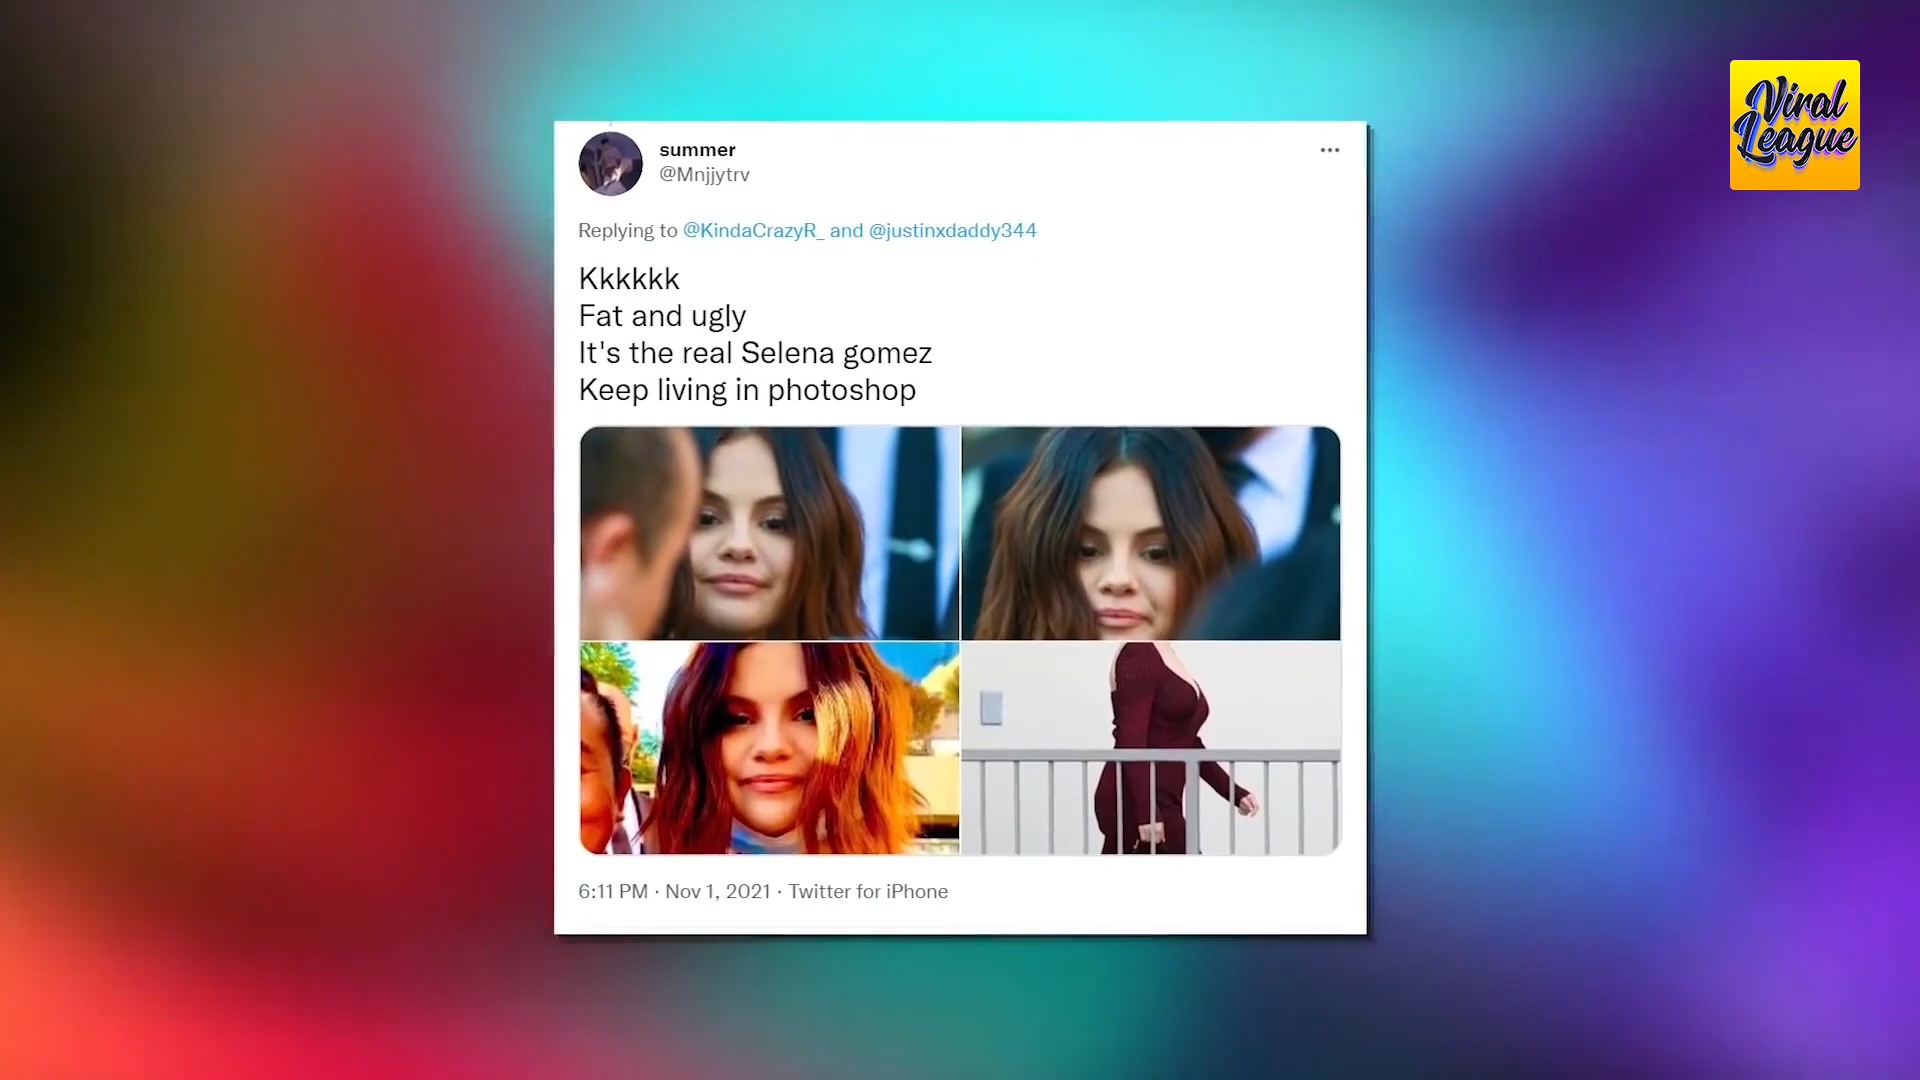 Viral
League
summer
@Mnjjytrv
Replying to @KindaCrazyR_ and @justinxdaddy344
Kkkkkk
Fat and ugly
It's the real Selena gomez
Keep living in photoshop
6:11 PM · Nov 1, 2021 · Twitter for iPhone